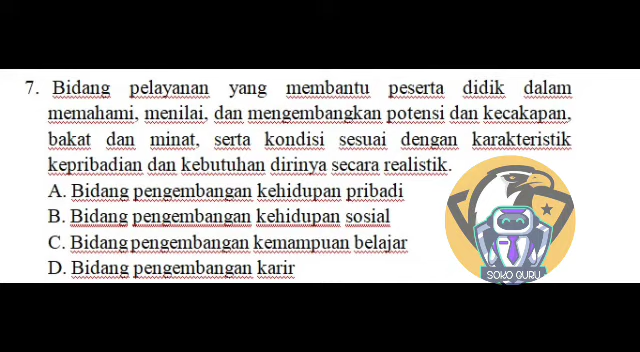 7. Bidang pelayanan yang membantu peserta didik dalam
memahami, menilai, dan mengembangkan potensi dan kecakapan,
bakat dan minat, serta kondisi sesuai dengan karakteristik
kepribadian dan kebutuhan dirinya secara realistik.
A. Bidang pengembangan kehidupan pribadi
B. Bidang pengembangan kehidupan sosial
C. Bidang pengembangan kemampuan belajar
D. Bidang pengembangan karir
SOKO GURU